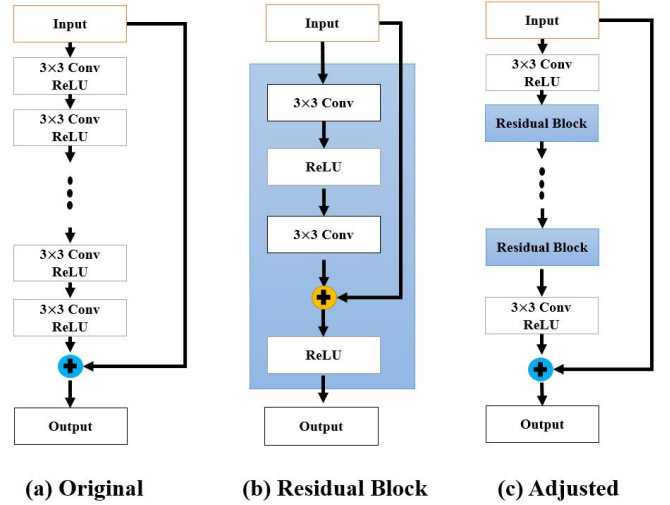 Input
3×3 Conv
ReLU
3×3 Conv
ReLU
3×3 Conv
ReLU
3×3 Conv
ReLU
Output
(a) Original
Input
3×3 Conv
ReLU
3×3 Conv
ReLU
Output
(b) Residual Block
Input
3×3 Conv
ReLU
Residual Block
Residual Block
3×3 Conv
ReLU
Output
(c) Adjusted